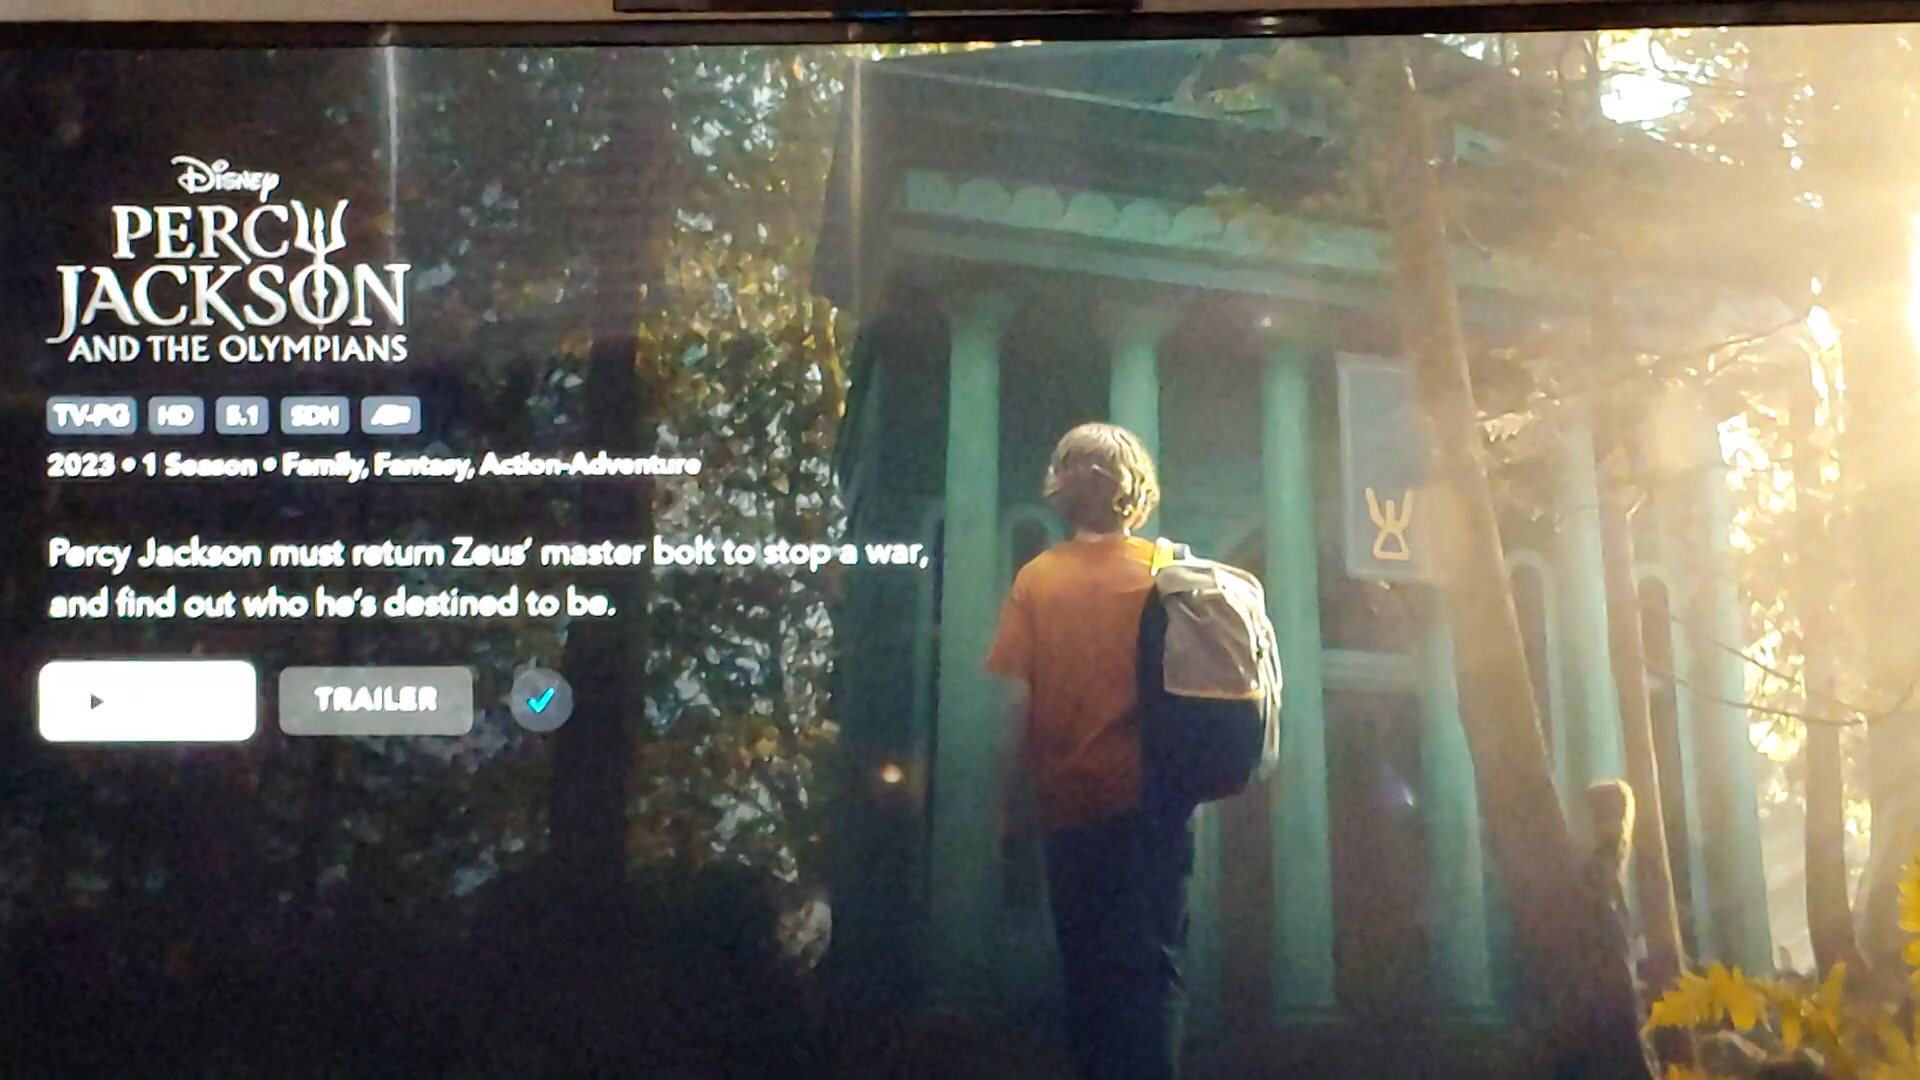 Disney
PERCY
JACKSON
AND THE OLYMPIANS
TV-PG HD 5.1 SDH AD
2023 • 1 Season • Family, Fantasy, Action-Adventure
Percy Jackson must return Zeus' master bolt to stop a war,
and find out who he's destined to be.
TRAILER